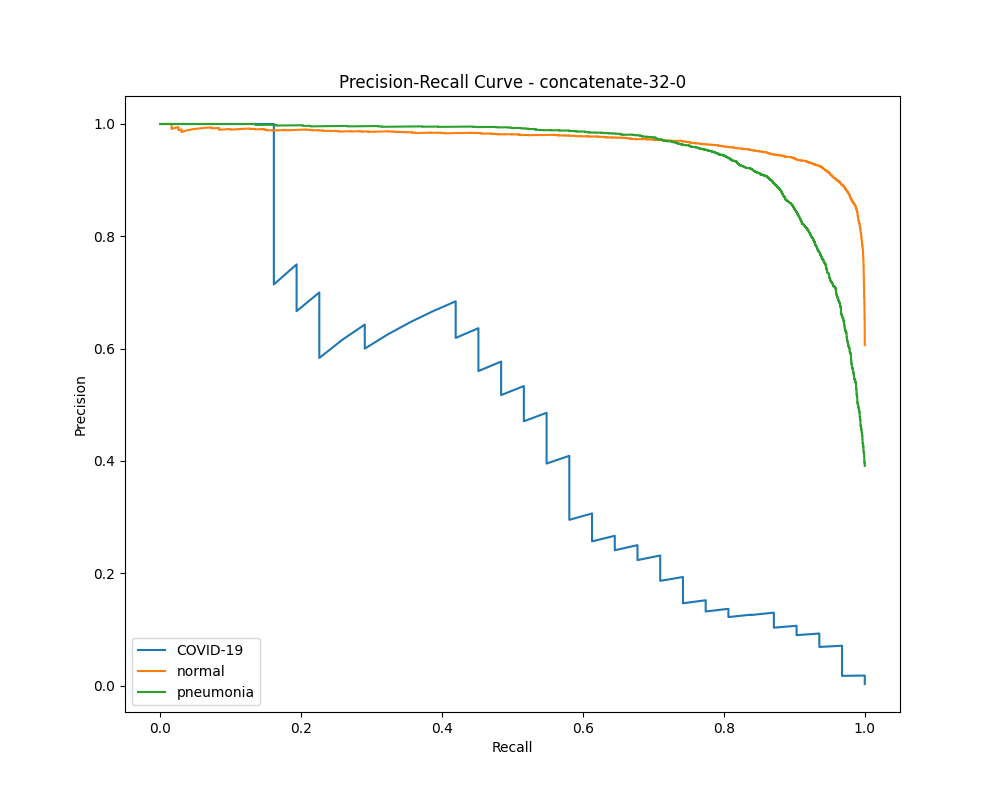 Precision-Recall Curve - concatenate-32-0
1.0
0.8
0.6
0.4
0.2
0.0
Precision
COVID-19
normal
pneumonia
0.0 0.2 0.4 0.6 0.8 1.0
Recall